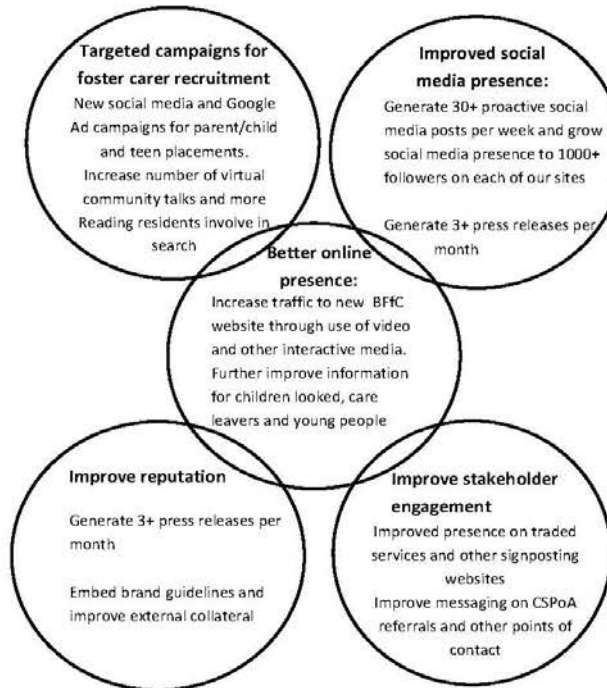 Targeted campaigns for
foster carer recruitment
New social media and Google
Ad campaigns for parent/child
and teen placements.
Increase number of virtual
community talks and more
Reading residents involve in
search
Improved social
media presence:
Generate 30+ proactive social
media posts per week and grow
social media presence to 1000+
followers on each of our sites
Generate 3+ press releases per
month
Better online
presence:
Increase traffic to new BFfC
website through use of video
and other interactive media.
Further improve information
for children looked, care
leavers and young people
Improve reputation
Generate 3+ press releases per
month
Embed brand guidelines and
improve external collateral
Improve stakeholder
engagement
Improved presence on traded
services and other signposting
websites
Improve messaging on CSPoA
referrals and other points of
contact